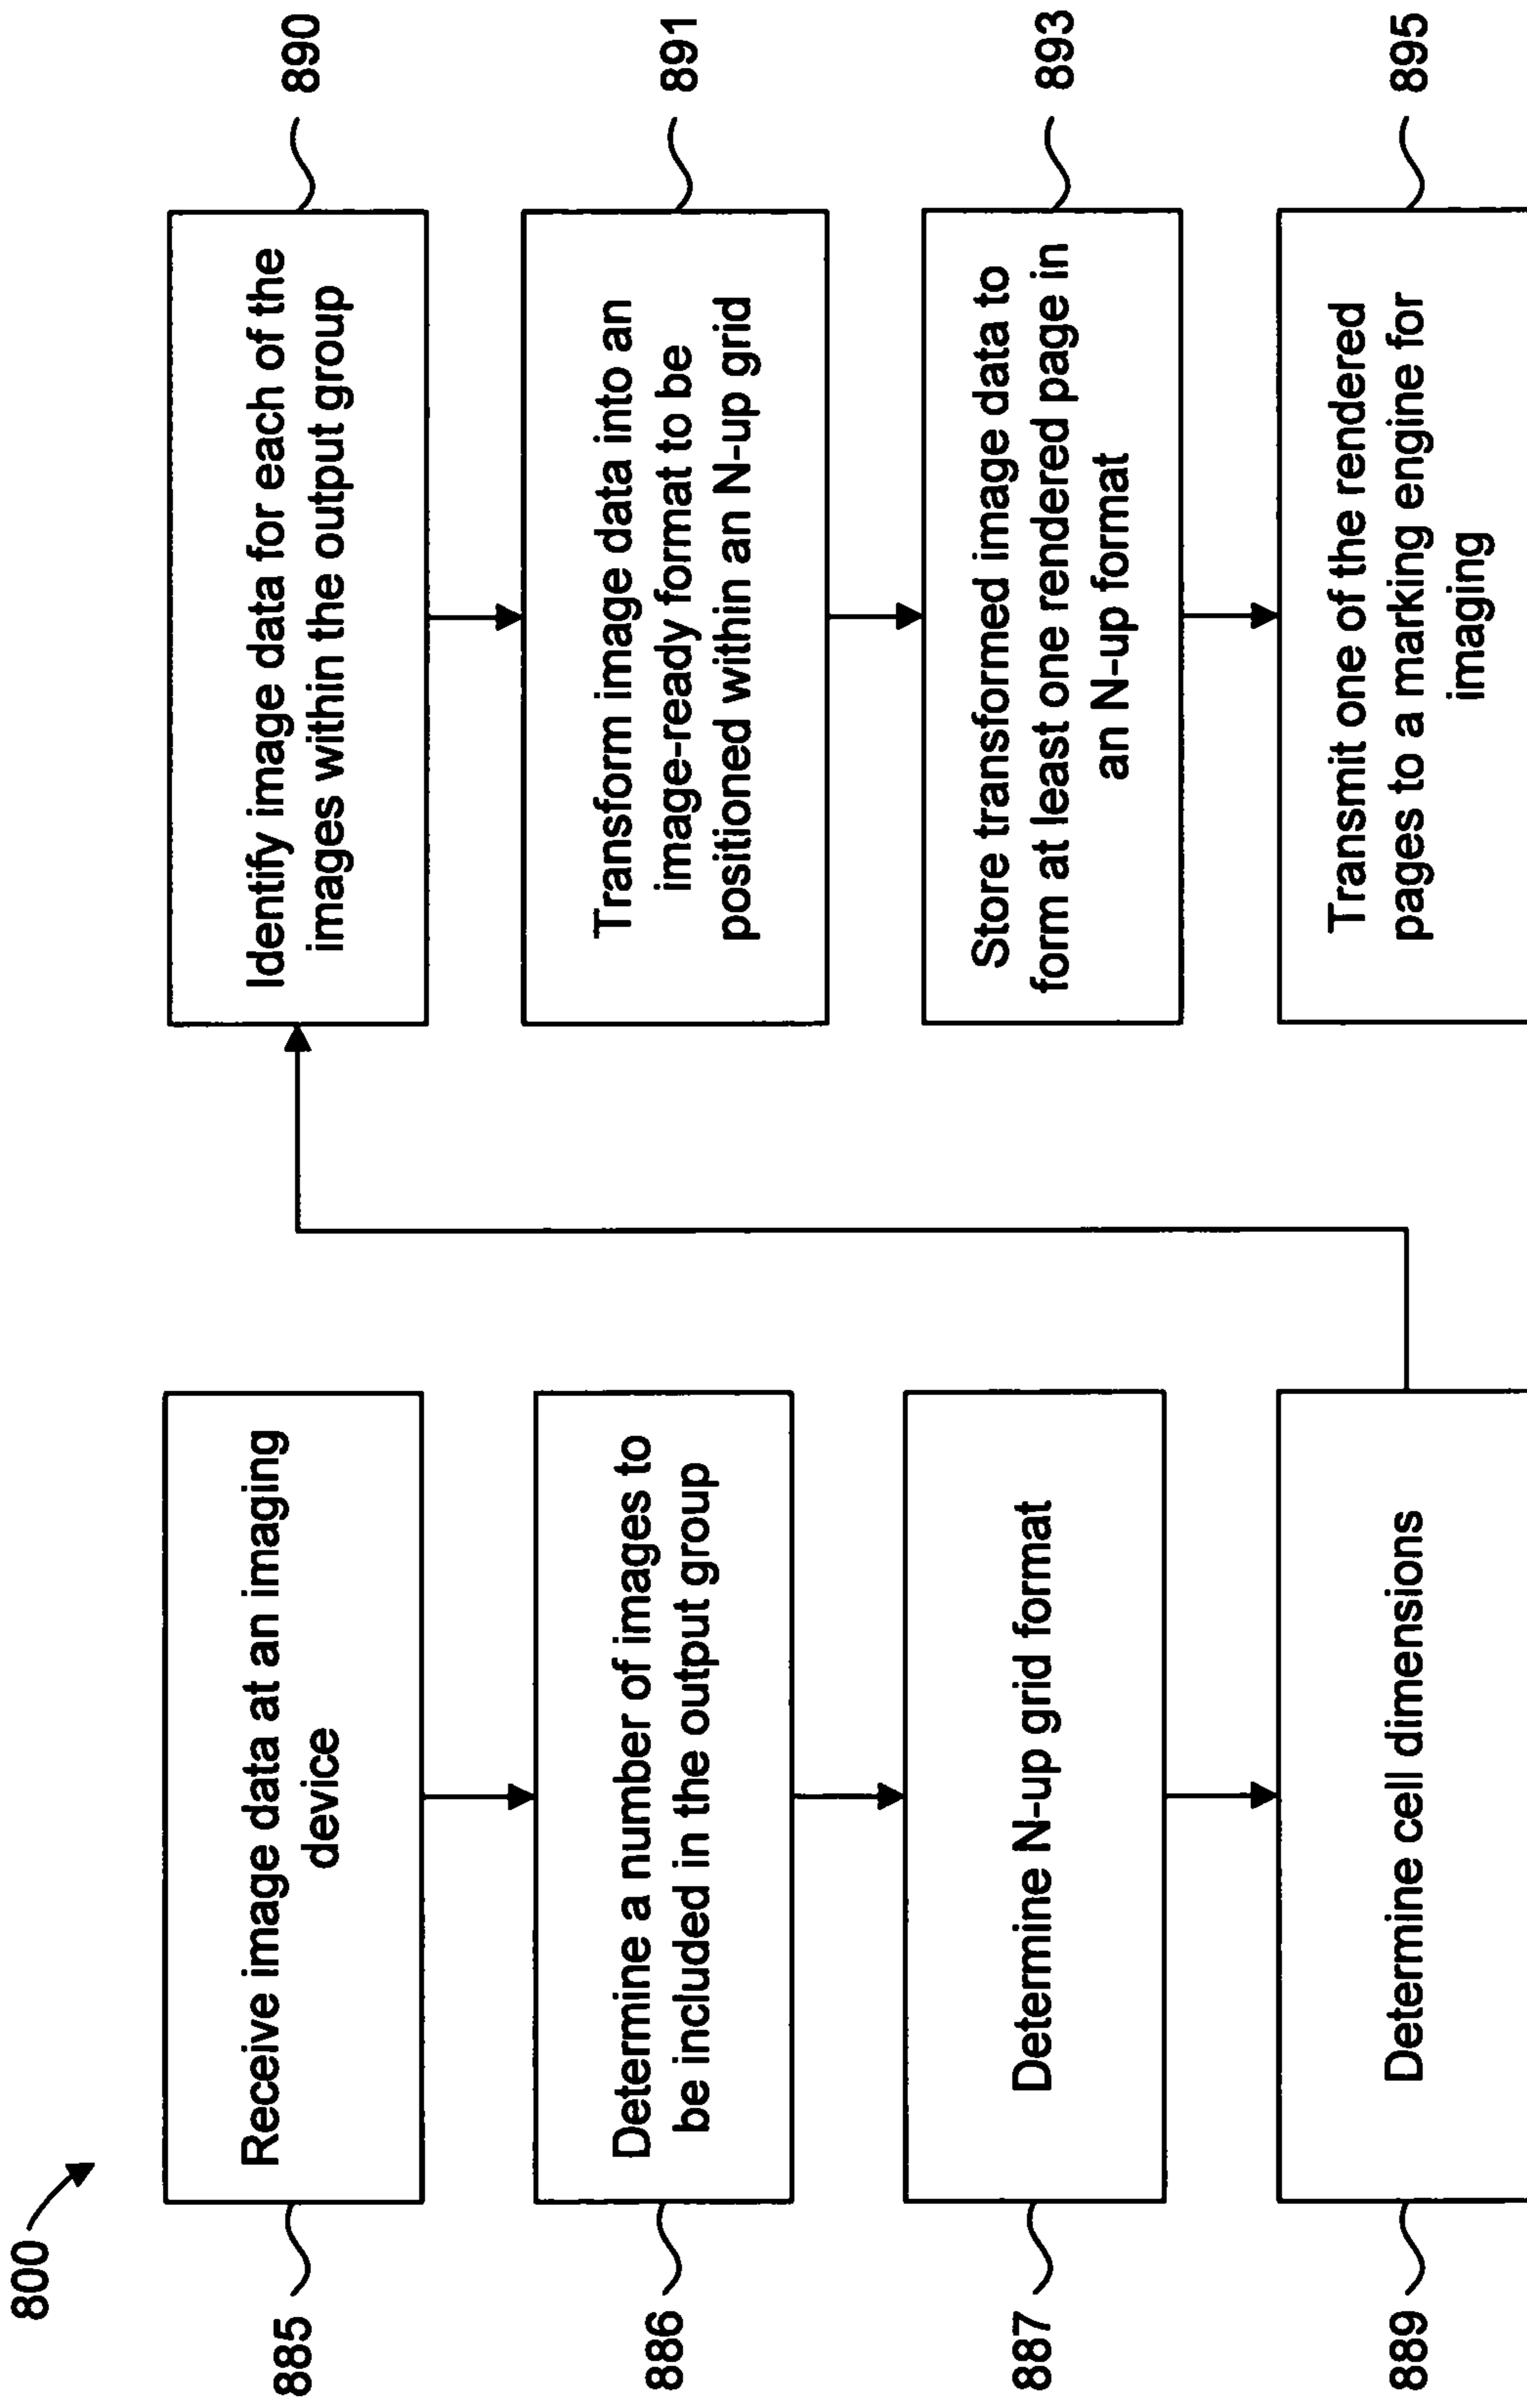 800
885
Receive image data at an imaging
device
886
Determine a number of images to
be included in the output group
887
Determine N-up grid format
889
Determine cell dimensions
890
Identify image data for each of the
images within the output group
891
Transform image data into an
image-ready format to be
positioned within an N-up grid
893
Store transformed image data to
form at least one rendered page in
an N-up format
895
Transmit one of the rendered
pages to a marking engine for
imaging